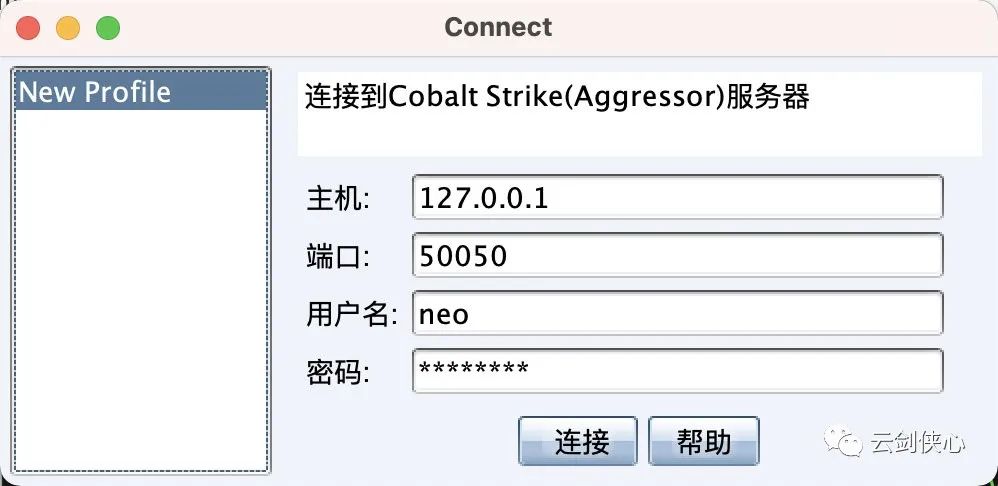 Connect
New Profile
连接到Cobalt Strike(Aggressor)服务器
主机: 127.0.0.1
端口: 50050
用户名: neo
密码: ********
连接 帮助
云剑侠心